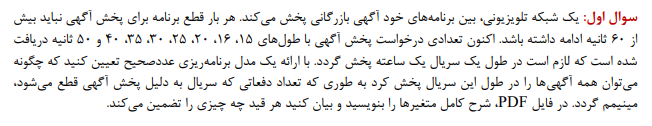 سوال اول: یک شبکه تلویزیونی، بین برنامه‌های خود آگهی بازرگانی پخش می‌کند. هر بار قطع برنامه برای پخش آگهی نباید بیش
از ۶۰ ثانیه ادامه داشته باشد. اکنون تعدادی درخواست پخش آگهی با طول‌های ۱۵، ۱۶، ۲۰، ۲۵، ۳۰، ۳۵، ۴۰ و ۵۰ ثانیه دریافت
شده است که لازم است در طول یک سریال یک ساعته پخش گردد. با ارائه یک مدل برنامه‌ریزی عددصحیح تعیین کنید که چگونه
می‌توان همه آگهی‌ها را در طول این سریال پخش کرد به طوری که تعداد دفعاتی که سریال به دلیل پخش آگهی قطع می‌شود،
مینیمم گردد. در فایل PDF، شرح کامل متغیرها را بنویسید و بیان کنید هر قید چه چیزی را تضمین می‌کند.